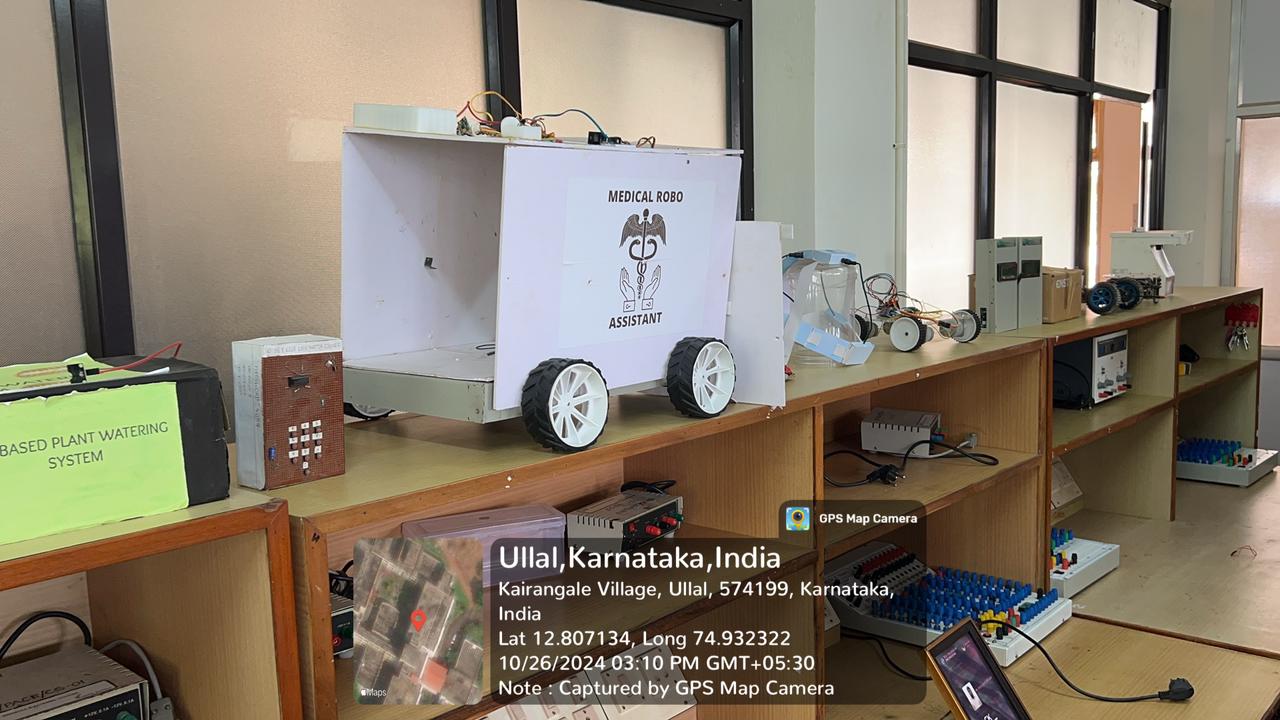 MEDICAL ROBO
ASSISTANT
BASED PLANT WATERING
SYSTEM
GPS Map Camera
Ullal,Karnataka,India
Kairangale Village, Ullal, 574199, Karnataka,
India
Lat 12.807134, Long 74.932322
10/26/2024 03:10 PM GMT+05:30
Note : Captured by GPS Map Camera
Maps